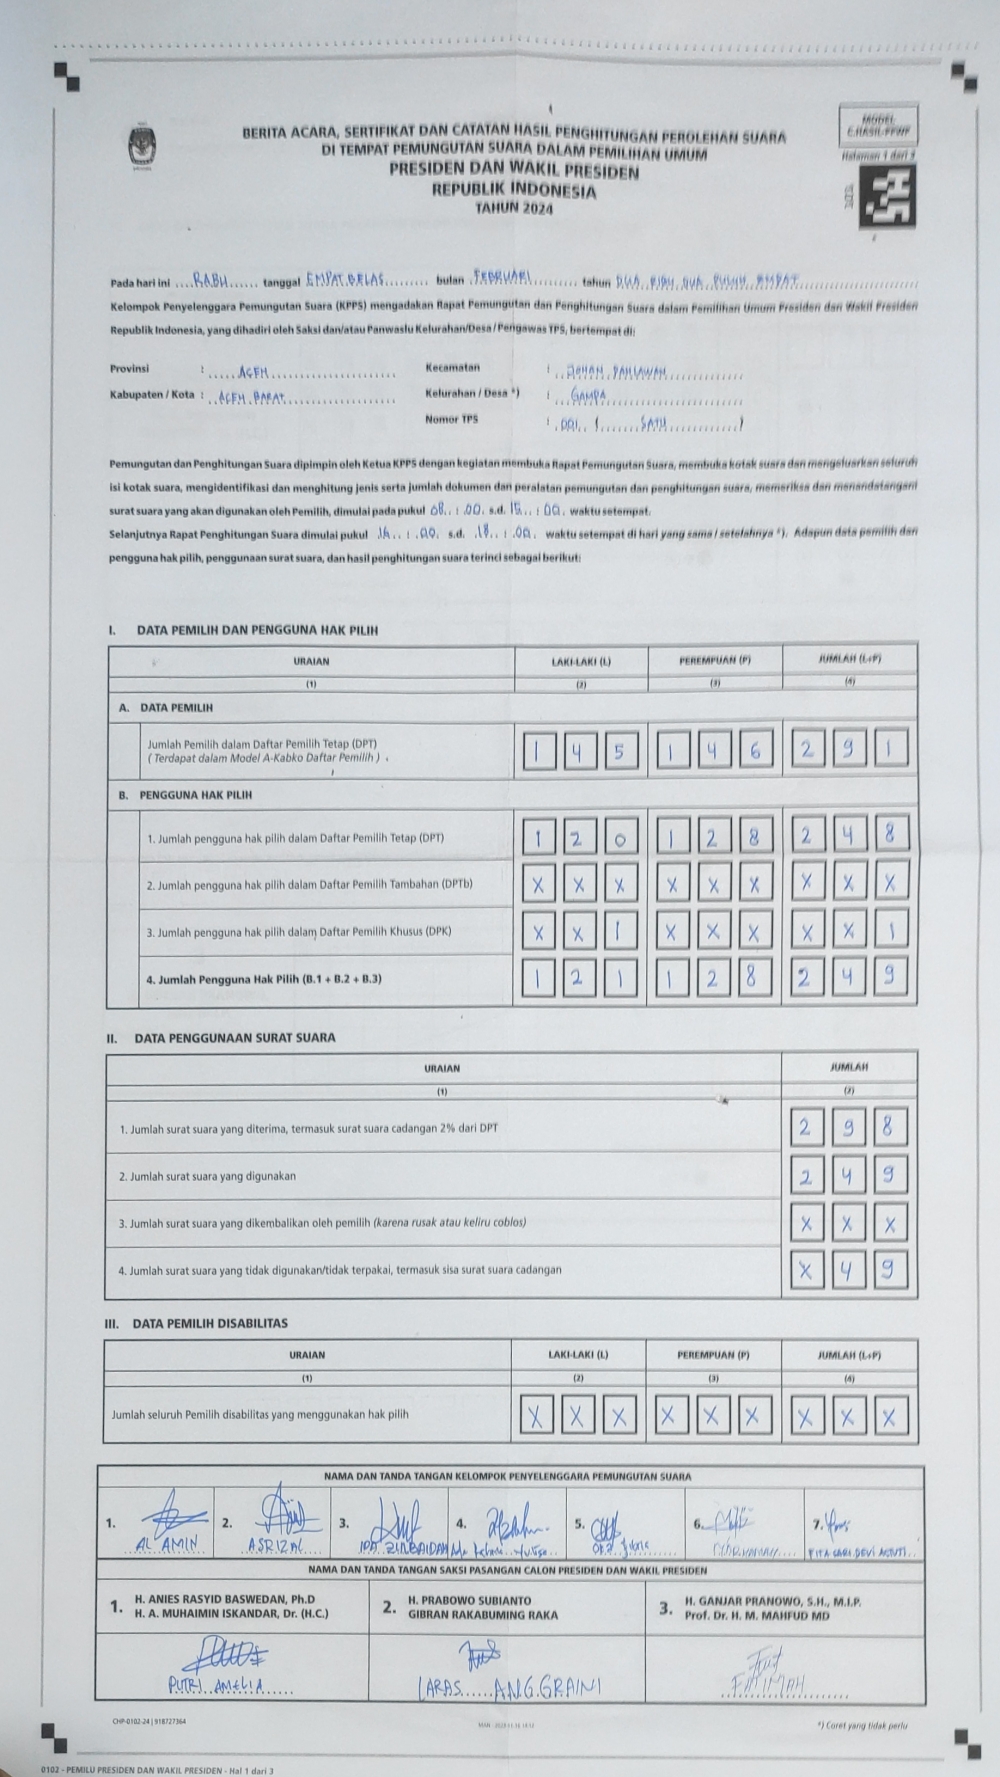 BERITA ACARA, SERTIFIKAT DAN CATATAN HASIL PENGHITUNGAN PEROLEHAN SUARA
DI TEMPAT PEMUNGUTAN SUARA DALAM PEMILIHAN UMUM
PRESIDEN DAN WAKIL PRESIDEN
REPUBLIK INDONESIA
TAHUN 2024
MODEL
C.HASIL-PPWP
Halaman 1 dari 3
Pada hari ini RABU tanggal EMPAT BELAS bulan FEBRUARI tahun DUA RIBU DUA PULUH EMPAT
Kelompok Penyelenggara Pemungutan Suara (KPPS) mengadakan Rapat Pemungutan dan Penghitungan Suara dalam Pemilihan Umum Presiden dan Wakil Presiden
Republik Indonesia, yang dihadiri oleh Saksi dan/atau Panwaslu Kelurahan/Desa/Pengawas TPS, bertempat di:
Provinsi : ACEH Kecamatan : JOHAN PAHLAWAN
Kabupaten / Kota : ACEH BARAT Kelurahan / Desa *) : GAMPA
Nomor TPS : 001 ( SATU )
Pemungutan dan Penghitungan Suara dipimpin oleh Ketua KPPS dengan kegiatan membuka Rapat Pemungutan Suara, membuka kotak suara dan mengeluarkan seluruh
isi kotak suara, mengidentifikasi dan menghitung jenis serta jumlah dokumen dan peralatan pemungutan dan penghitungan suara, memeriksa dan menandatangani
surat suara yang akan digunakan oleh Pemilih, dimulai pada pukul 08 : 00 s.d. : 00 waktu setempat.
Selanjutnya Rapat Penghitungan Suara dimulai pukul 14 : 00 s.d. 18 : 00 waktu setempat di hari yang sama / setelahnya *). Adapun data pemilih dan
pengguna hak pilih, penggunaan surat suara, dan hasil penghitungan suara terinci sebagai berikut:
I. DATA PEMILIH DAN PENGGUNA HAK PILIH
URAIAN LAKI-LAKI (L) PEREMPUAN (P) JUMLAH (L+P)
(1) (2) (3) (4)
A. DATA PEMILIH
Jumlah Pemilih dalam Daftar Pemilih Tetap (DPT)
( Terdapat dalam Model A-Kabko Daftar Pemilih ) 1 4 5 1 4 6 2 9 1
B. PENGGUNA HAK PILIH
1. Jumlah pengguna hak pilih dalam Daftar Pemilih Tetap (DPT) 1 2 0 1 2 8 2 4 8
2. Jumlah pengguna hak pilih dalam Daftar Pemilih Tambahan (DPTb) X X X X X X X X X
3. Jumlah pengguna hak pilih dalam Daftar Pemilih Khusus (DPK) X X 1 X X X X X 1
4. Jumlah Pengguna Hak Pilih (B.1 + B.2 + B.3) 1 2 1 1 2 8 2 4 9
II. DATA PENGGUNAAN SURAT SUARA
URAIAN JUMLAH
(1) (2)
1. Jumlah surat suara yang diterima, termasuk surat suara cadangan 2% dari DPT 2 9 8
2. Jumlah surat suara yang digunakan 2 4 9
3. Jumlah surat suara yang dikembalikan oleh pemilih (karena rusak atau keliru coblos) X X X
4. Jumlah surat suara yang tidak digunakan/tidak terpakai, termasuk sisa surat suara cadangan X 4 9
III. DATA PEMILIH DISABILITAS
URAIAN LAKI-LAKI (L) PEREMPUAN (P) JUMLAH (L+P)
(1) (2) (3) (4)
Jumlah seluruh Pemilih disabilitas yang menggunakan hak pilih X X X X X X X X X
NAMA DAN TANDA TANGAN KELOMPOK PENYELENGGARA PEMUNGUTAN SUARA
1. 2. 3. 4. 5. 6. 7.
AL AMIN ASRIZAL IDA ZUBAIDAH
NAMA DAN TANDA TANGAN SAKSI PASANGAN CALON PRESIDEN DAN WAKIL PRESIDEN
1. H. ANIES RASYID BASWEDAN, Ph.D
H. A. MUHAIMIN ISKANDAR, Dr. (H.C.)
2. H. PRABOWO SUBIANTO
GIBRAN RAKABUMING RAKA
3. H. GANJAR PRANOWO, S.H., M.I.P.
Prof. Dr. H. M. MAHFUD MD
PUTRI AMELIA LARAS ANGGRAINI FATIMAH
CHP-0102-24 | 918727364
*) Coret yang tidak perlu
0102 - PEMILU PRESIDEN DAN WAKIL PRESIDEN - Hal 1 dari 3